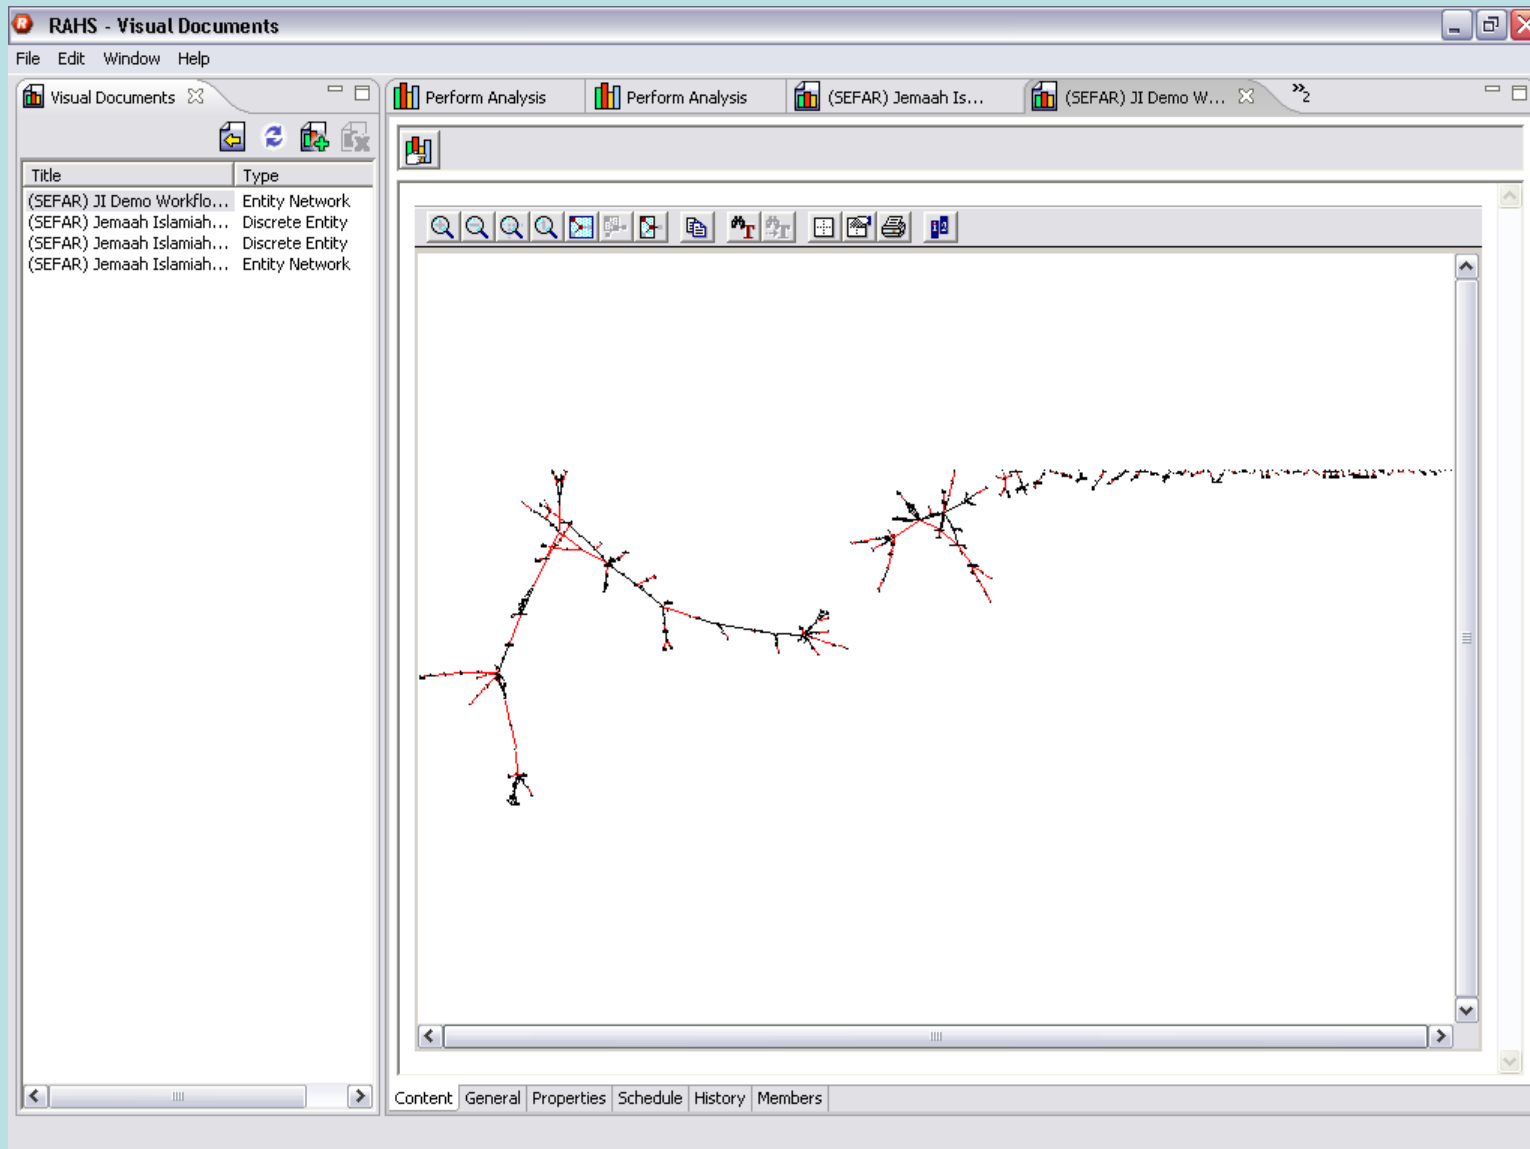 RAHS - Visual Documents
File Edit Window Help
Visual Documents
Perform Analysis
Perform Analysis
(SEFAR) Jemaah Is...
(SEFAR) JI Demo W...
»2
Title Type
(SEFAR) JI Demo Workflo... Entity Network
(SEFAR) Jemaah Islamiah... Discrete Entity
(SEFAR) Jemaah Islamiah... Discrete Entity
(SEFAR) Jemaah Islamiah... Entity Network
Content General Properties Schedule History Members